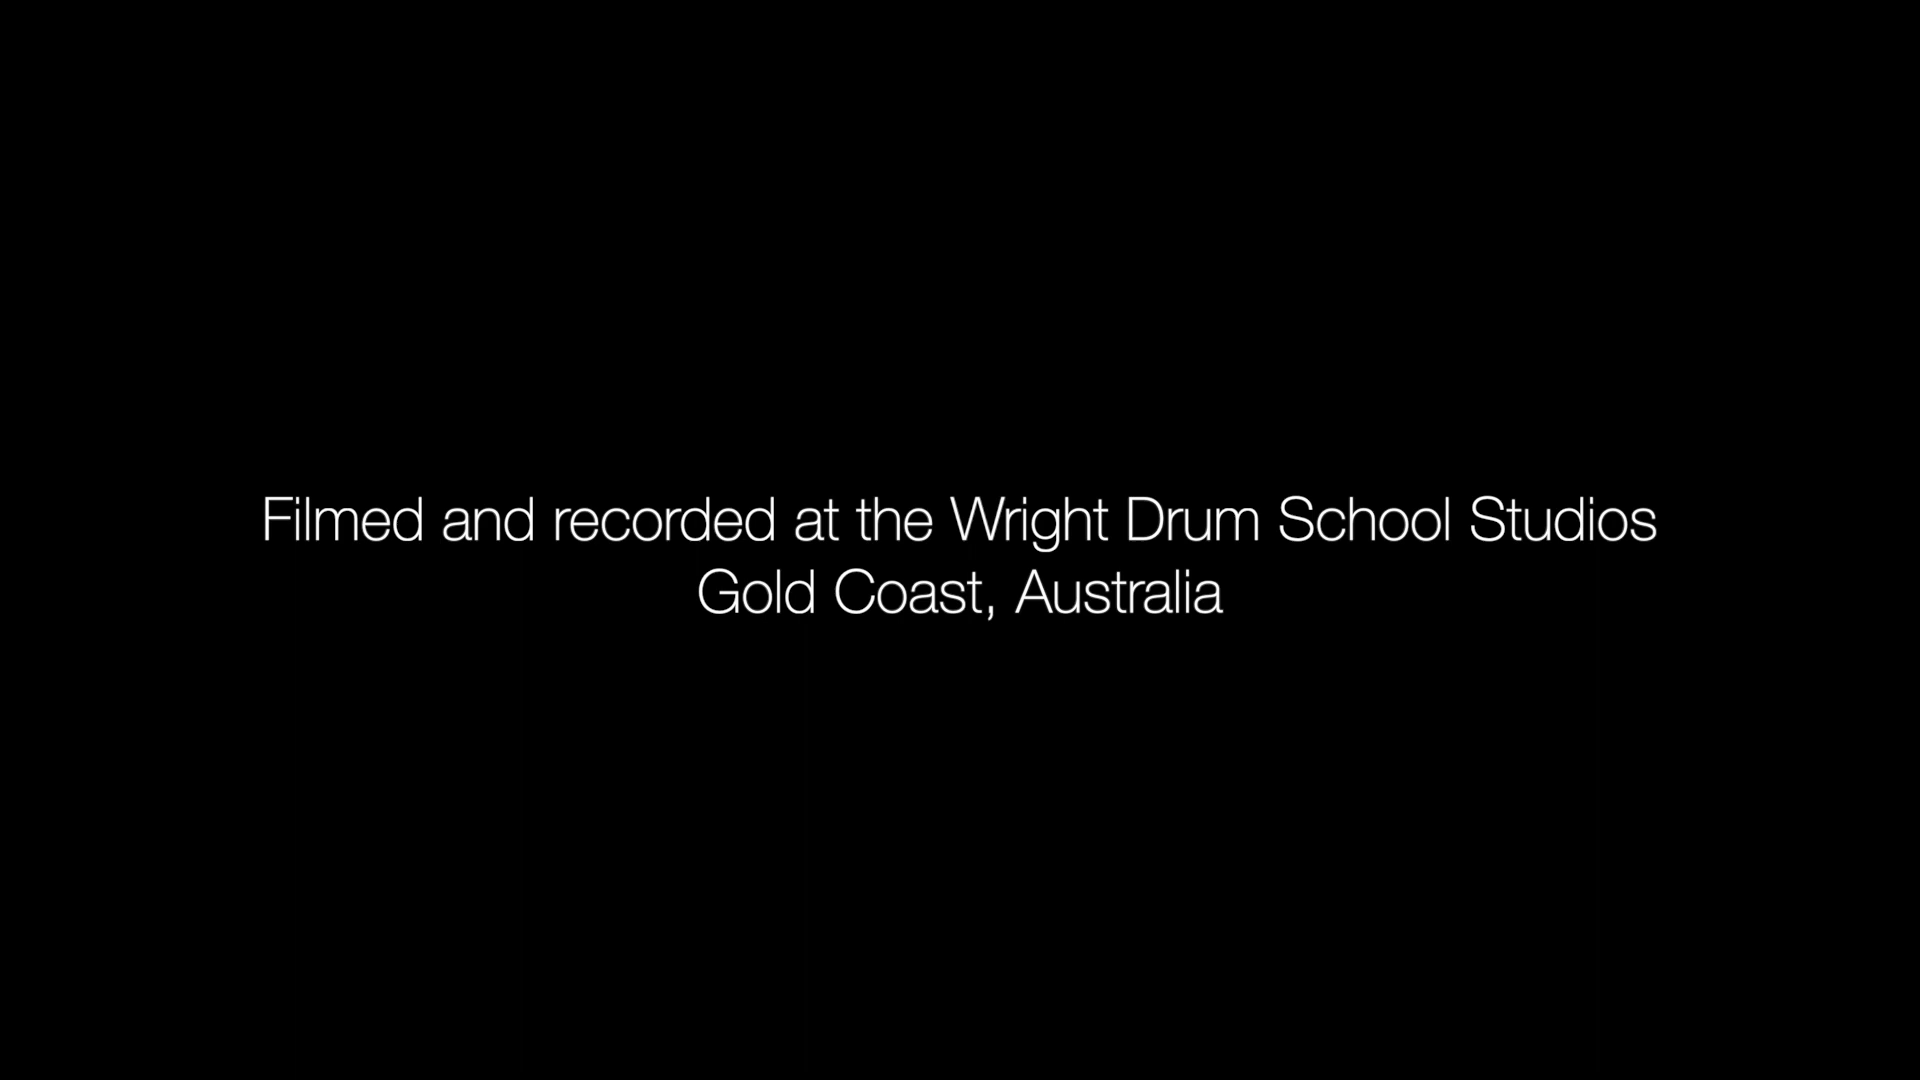 Filmed and recorded at the Wright Drum School Studios
Gold Coast, Australia